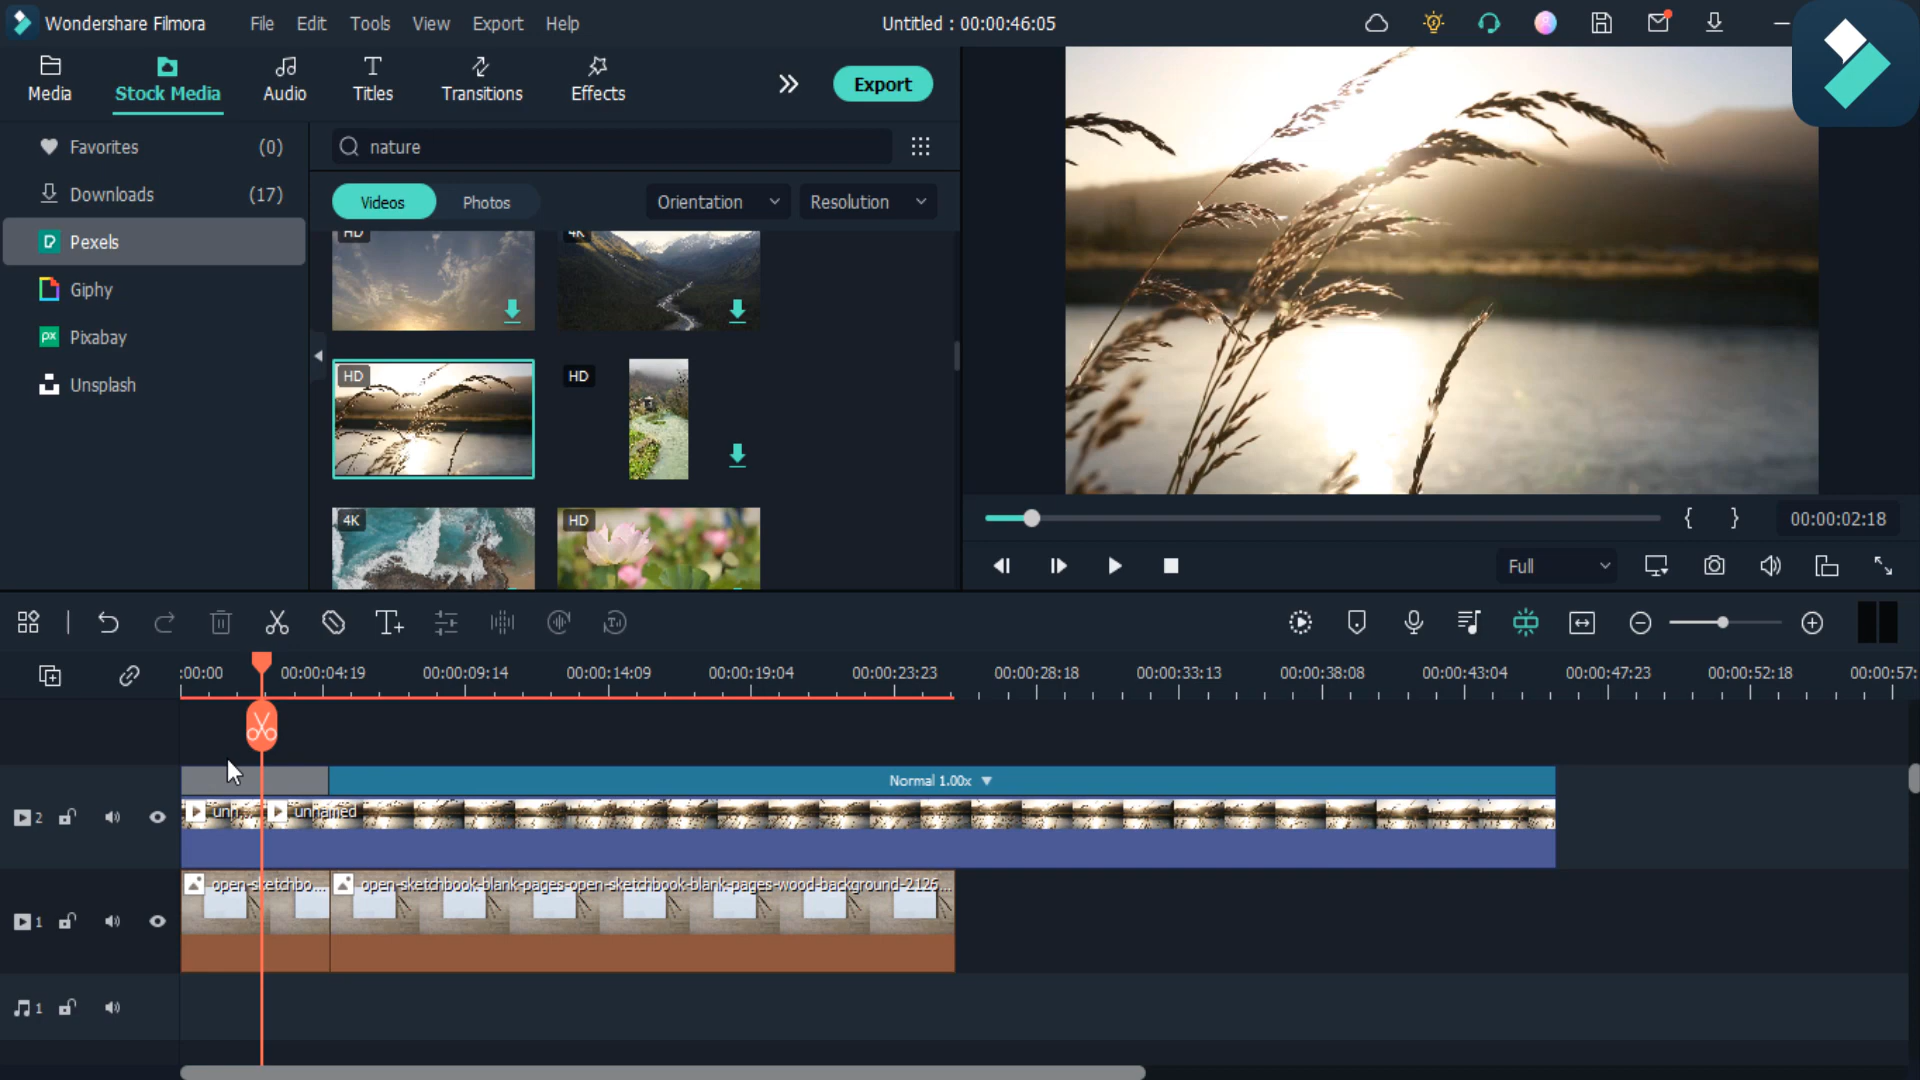 Wondershare Filmora
File Edit Tools View Export Help
Untitled : 00:00:46:05
Media
Stock Media
Audio
Titles
Transitions
Effects
Export
Favorites (0)
Downloads (17)
Pexels
Giphy
Pixabay
Unsplash
nature
Videos
Photos
Orientation
Resolution
HD
4K
HD
HD
4K
HD
00:00:02:18
Full
:00:00
00:00:04:19
00:00:09:14
00:00:14:09
00:00:19:04
00:00:23:23
00:00:28:18
00:00:33:13
00:00:38:08
00:00:43:04
00:00:47:23
00:00:52:18
00:00:57:
Normal 1.00x
2
unn...
unnamed
1
open-sketchbo...
open-sketchbook-blank-pages-open-sketchbook-blank-pages-wood-background-2126...
1